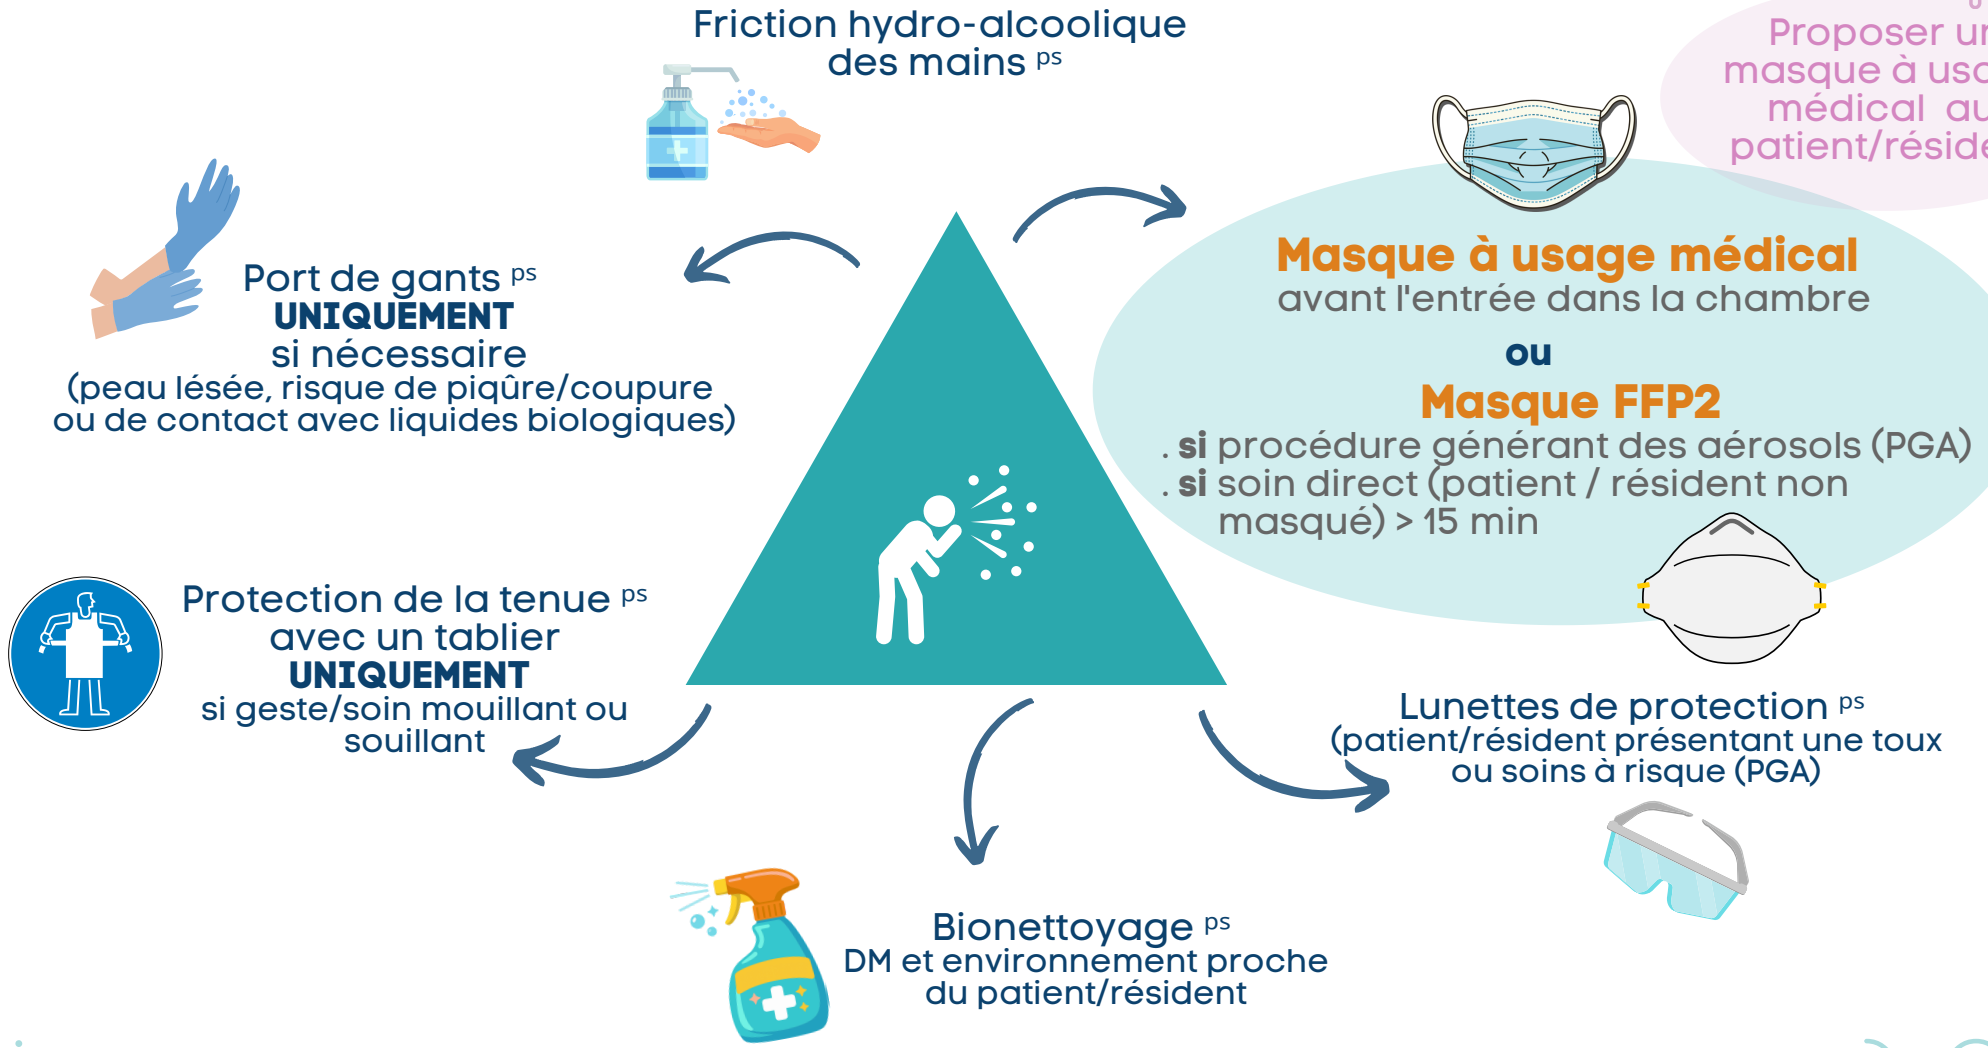 Friction hydro-alcoolique
des mains ps
Proposer
masque à
médical
Masque à usage médical
avant l'entrée dans la chambre
ou
Masque FFP2
. si procédure générant des aérosols (PGA)
. si soin direct (patient / résident non
masqué) > 15 min
Port de gants ps
UNIQUEMENT
si nécessaire
(peau lésée, risque de piqûre/coupure
ou de contact avec liquides biologiques)
Protection de la tenue ps
avec un tablier
UNIQUEMENT
si geste/soin mouillant ou
souillant
Lunettes de protection ps
(patient/résident présentant une toux
ou soins à risque (PGA)
Bionettoyage ps
DM et environnement proche
du patient/résident